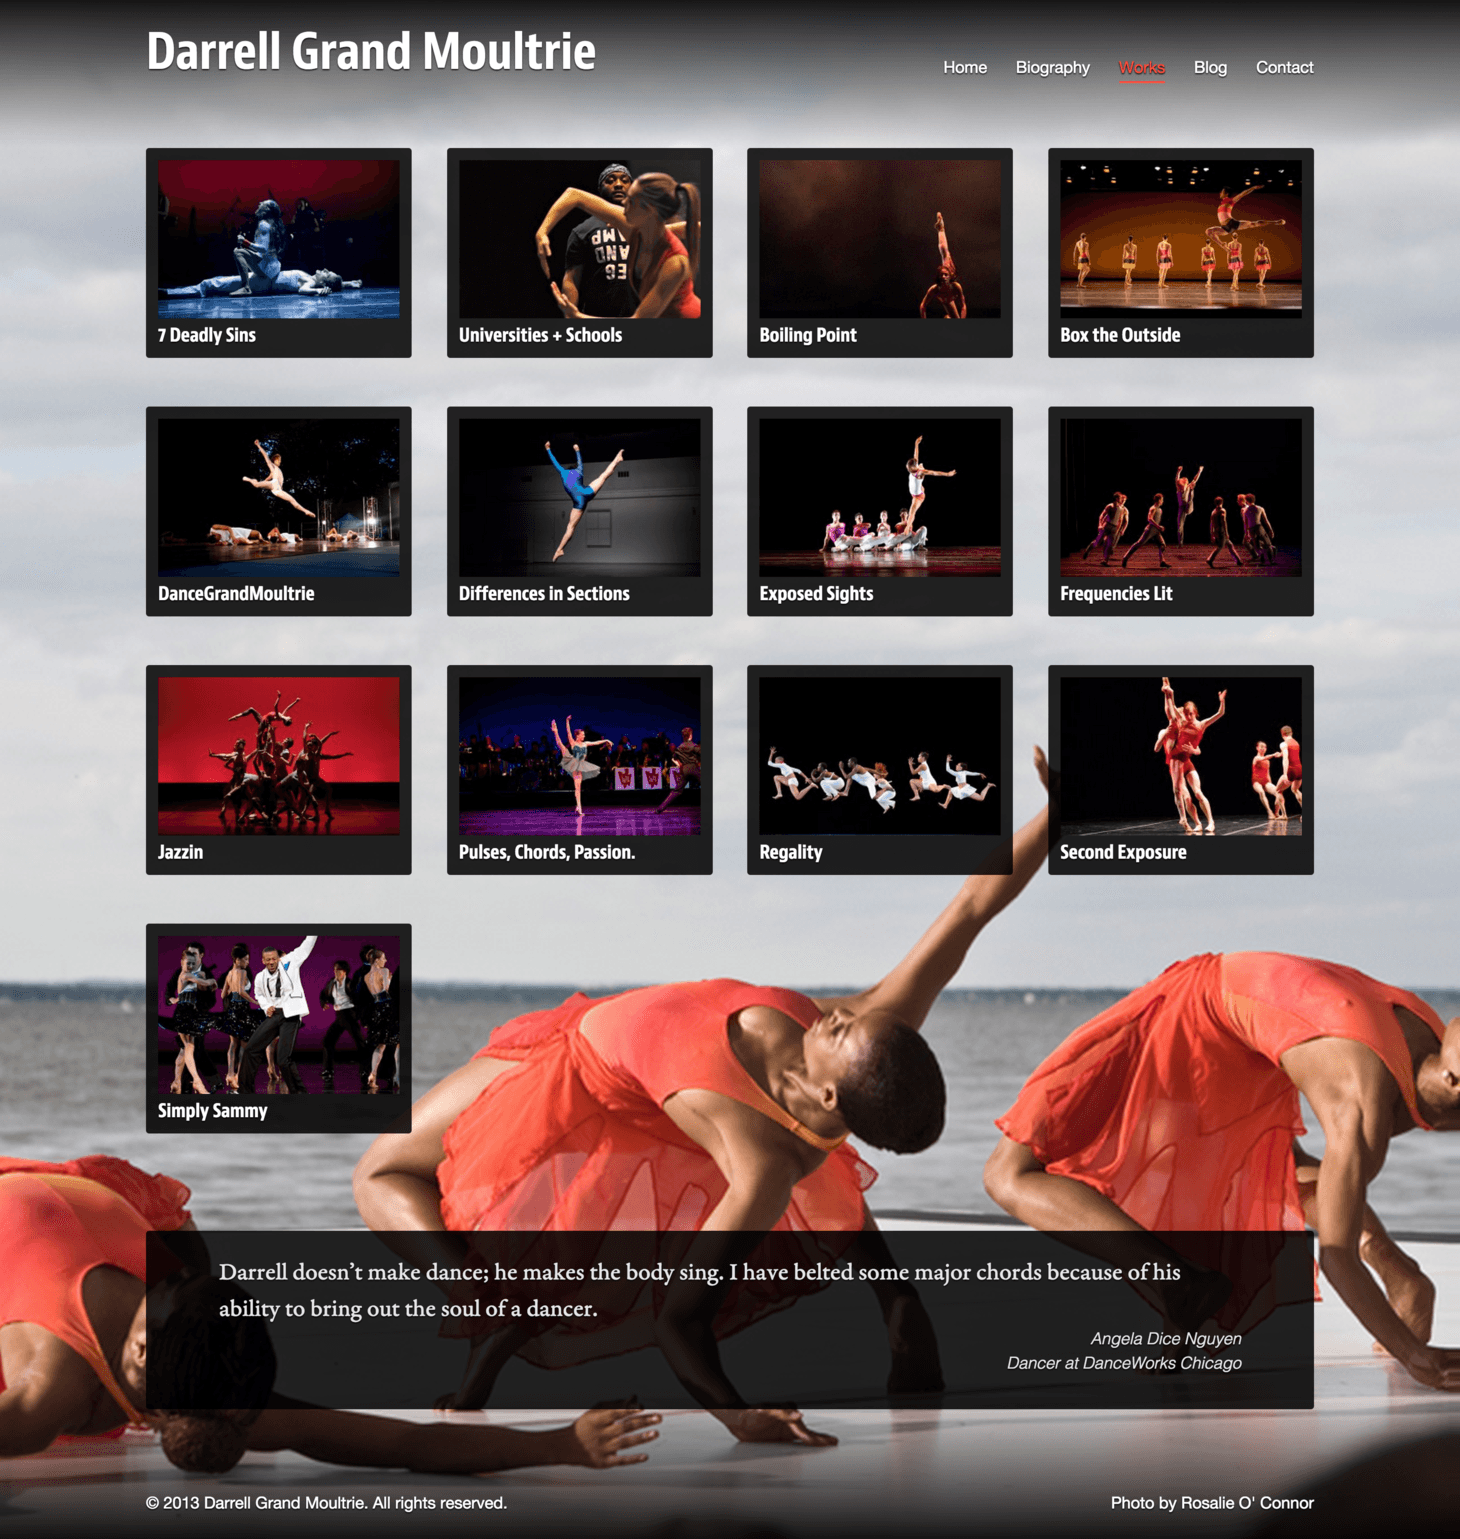 Darrell Grand Moultrie
Home Biography Works Blog Contact
7 Deadly Sins
Universities + Schools
Boiling Point
Box the Outside
DanceGrandMoultrie
Differences in Sections
Exposed Sights
Frequencies Lit
Jazzin
Pulses, Chords, Passion.
Regality
Second Exposure
Simply Sammy
Darrell doesn’t make dance; he makes the body sing. I have belted some major chords because of his
ability to bring out the soul of a dancer.
Angela Dice Nguyen
Dancer at DanceWorks Chicago
© 2013 Darrell Grand Moultrie. All rights reserved.
Photo by Rosalie O' Connor